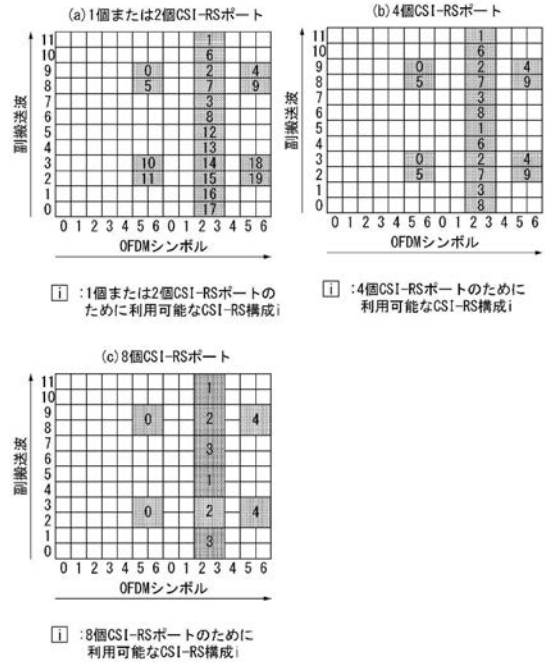 (a)1個または2個CSI-RSポート
11 1
10 6
9 0 2 4
8 5 7 9
7 3
6 8
5 12
4 13
3 10 14 18
2 11 15 19
1 16
0 17
副搬送波
0 1 2 3 4 5 6 0 1 2 3 4 5 6
OFDMシンボル
i :1個または2個CSI-RSポートの
ために利用可能なCSI-RS構成i
(b)4個CSI-RSポート
11 1
10 6
9 0 2 4
8 5 7 9
7 3
6 8
5 1
4 6
3 0 2 4
2 5 7 9
1 3
0 8
副搬送波
0 1 2 3 4 5 6 0 1 2 3 4 5 6
OFDMシンボル
i :4個CSI-RSポートのために
利用可能なCSI-RS構成i
(c)8個CSI-RSポート
11
10 1
9
8 0 2 4
7
6 3
5
4 1
3
2 0 2 4
1
0 3
副搬送波
0 1 2 3 4 5 6 0 1 2 3 4 5 6
OFDMシンボル
i :8個CSI-RSポートのために
利用可能なCSI-RS構成i